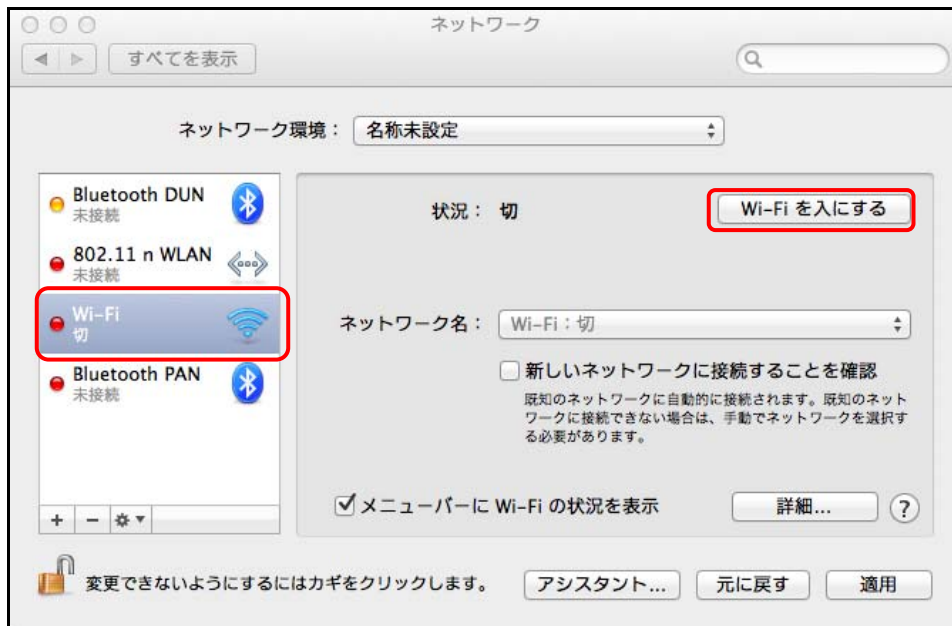 ネットワーク
すべてを表示
ネットワーク環境： 名称未設定
Bluetooth DUN
未接続
802.11 n WLAN
未接続
Wi-Fi
切
Bluetooth PAN
未接続
状況： 切
Wi-Fi を入にする
ネットワーク名： Wi-Fi：切
新しいネットワークに接続することを確認
既知のネットワークに自動的に接続されます。既知のネット
ワークに接続できない場合は、手動でネットワークを選択す
る必要があります。
メニューバーに Wi-Fi の状況を表示
詳細... ?
変更できないようにするにはカギをクリックします。
アシスタント... 元に戻す 適用